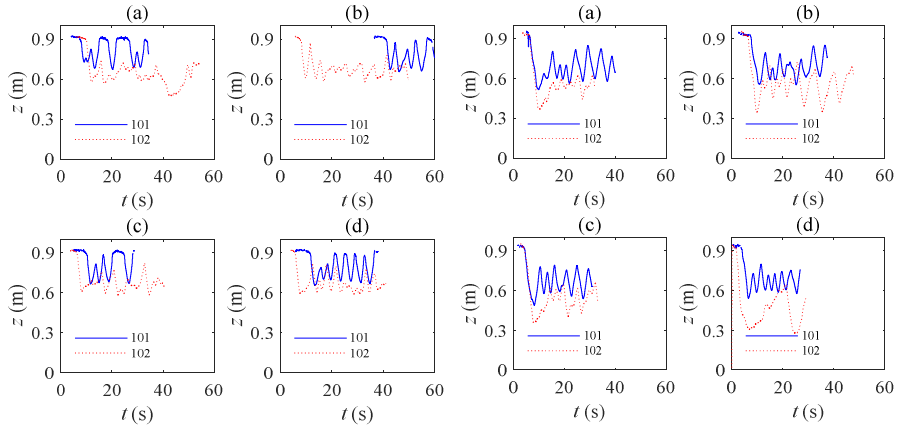 (a) (b) (a) (b)
0.9 0.9 0.9 0.9
z (m) z (m) z (m) z (m)
0.6 0.6 0.6 0.6
0.3 0.3 0.3 0.3
101 101 101 101
102 102 102 102
0 0 0 0
0 20 40 60 0 20 40 60 0 20 40 60 0 20 40 60
t (s) t (s) t (s) t (s)
(c) (d) (c) (d)
0.9 0.9 0.9 0.9
z (m) z (m) z (m) z (m)
0.6 0.6 0.6 0.6
0.3 0.3 0.3 0.3
101 101 101 101
102 102 102 102
0 0 0 0
0 20 40 60 0 20 40 60 0 20 40 60 0 20 40 60
t (s) t (s) t (s) t (s)